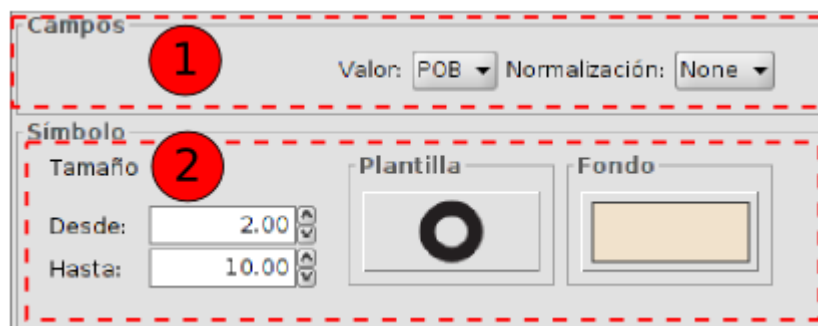 Campos
1
Valor: POB Normalización: None
Símbolo
2
Tamaño Plantilla Fondo
Desde: 2.00
Hasta: 10.00